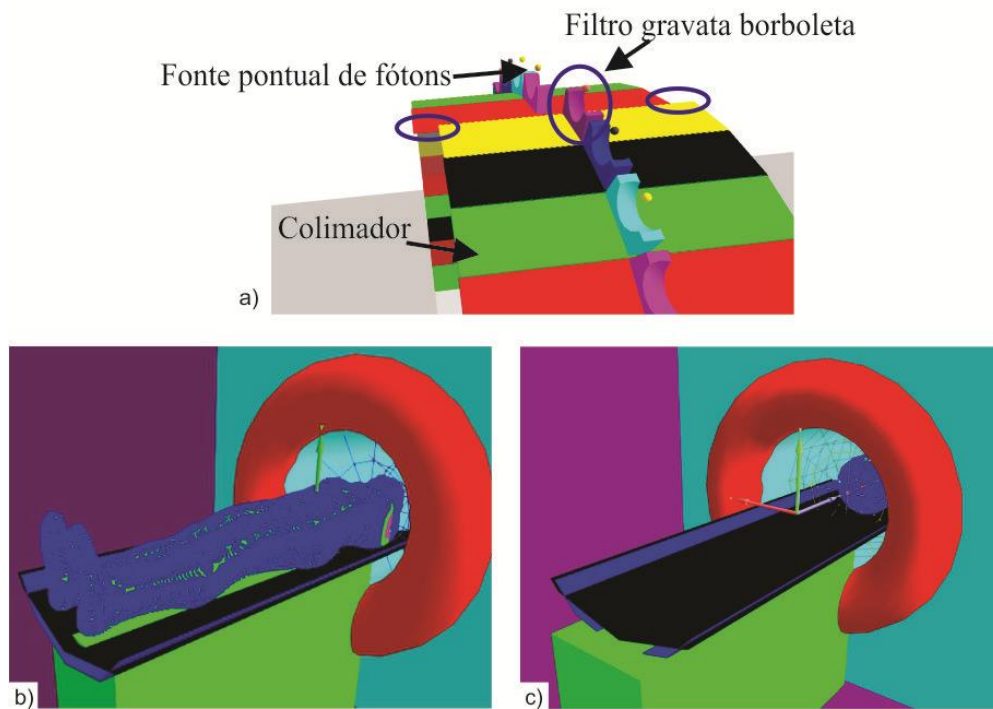 Filtro gravata borboleta
Fonte pontual de fótons
Colimador
a)
b)
c)